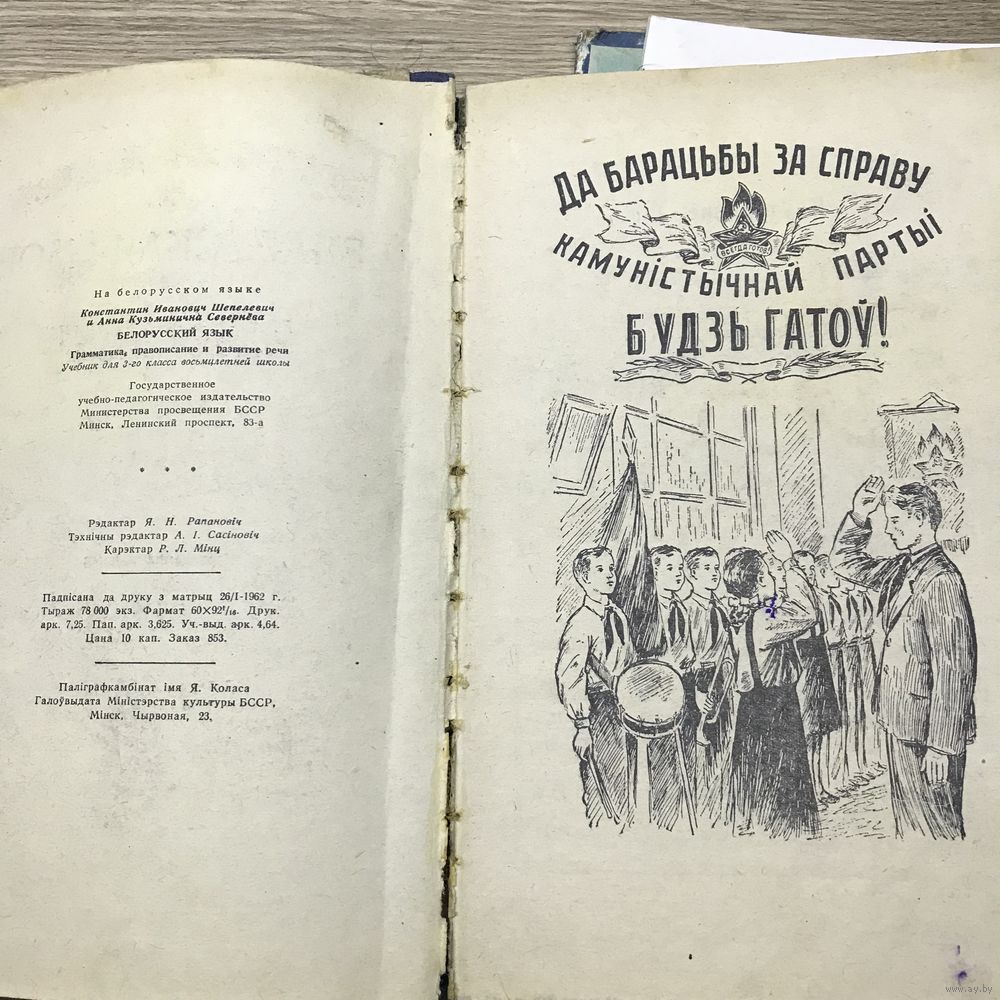 На белорусском языке
Константин Иванович Шепелевич
и Анна Кузьминична Севернёва
БЕЛОРУССКИЙ ЯЗЫК
Грамматика, правописание и развитие речи
Учебник для 3-го класса восьмилетней школы
Государственное
учебно-педагогическое издательство
Министерства просвещения БССР
Минск, Ленинский проспект, 83-а
* * *
Рэдактар Я. Н. Рапановіч
Тэхнічны рэдактар А. І. Сасіновіч
Карэктар Р. Л. Мінц
Падпісана да друку з матрыц 26/I-1962 г.
Тыраж 78 000 экз. Фармат 60×92¹/₁₆. Друк.
арк. 7,25. Пап. арк. 3,625. Уч.-выд. арк. 4,64.
Цана 10 кап. Заказ 853.
Паліграфкамбінат імя Я. Коласа
Галоўвыдата Міністэрства культуры БССР,
Мінск, Чырвоная, 23.
ДА БАРАЦЬБЫ ЗА СПРАВУ
ВСЕГДА ГОТОВ!
КАМУНІСТЫЧНАЙ ПАРТЫІ
БУДЗЬ ГАТОЎ!
www.ay.by